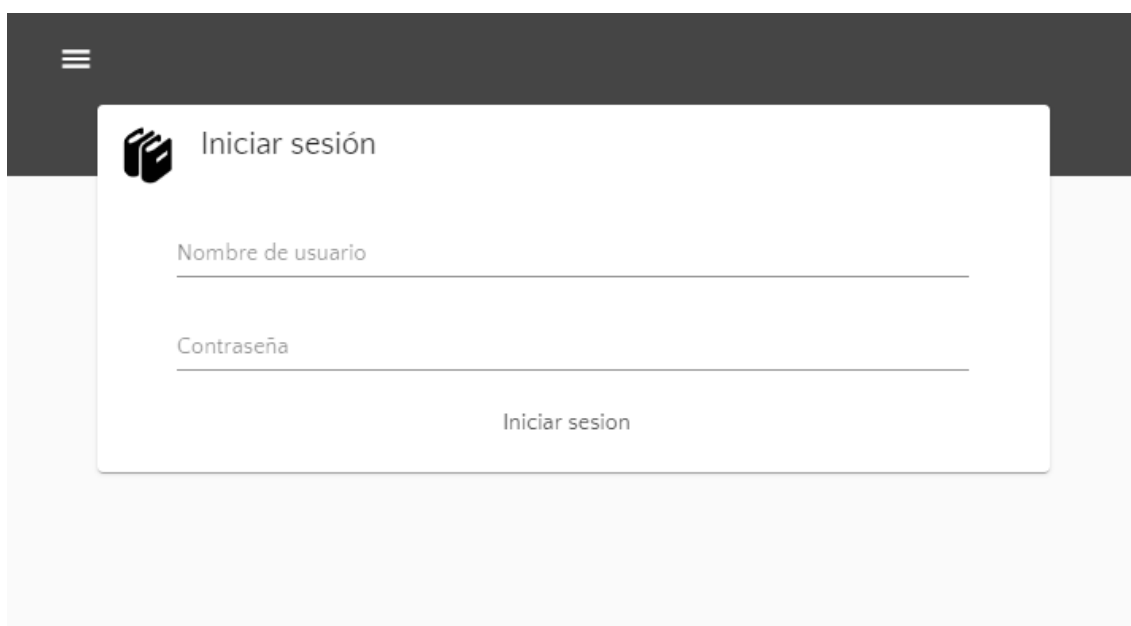 Iniciar sesión
Nombre de usuario
Contraseña
Iniciar sesion